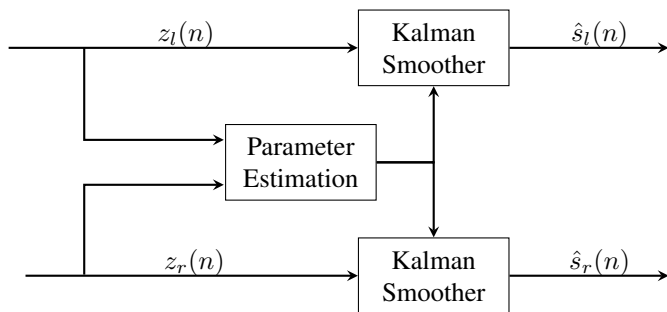 z_l(n)
Kalman
Smoother
ŝ_l(n)
Parameter
Estimation
z_r(n)
Kalman
Smoother
ŝ_r(n)